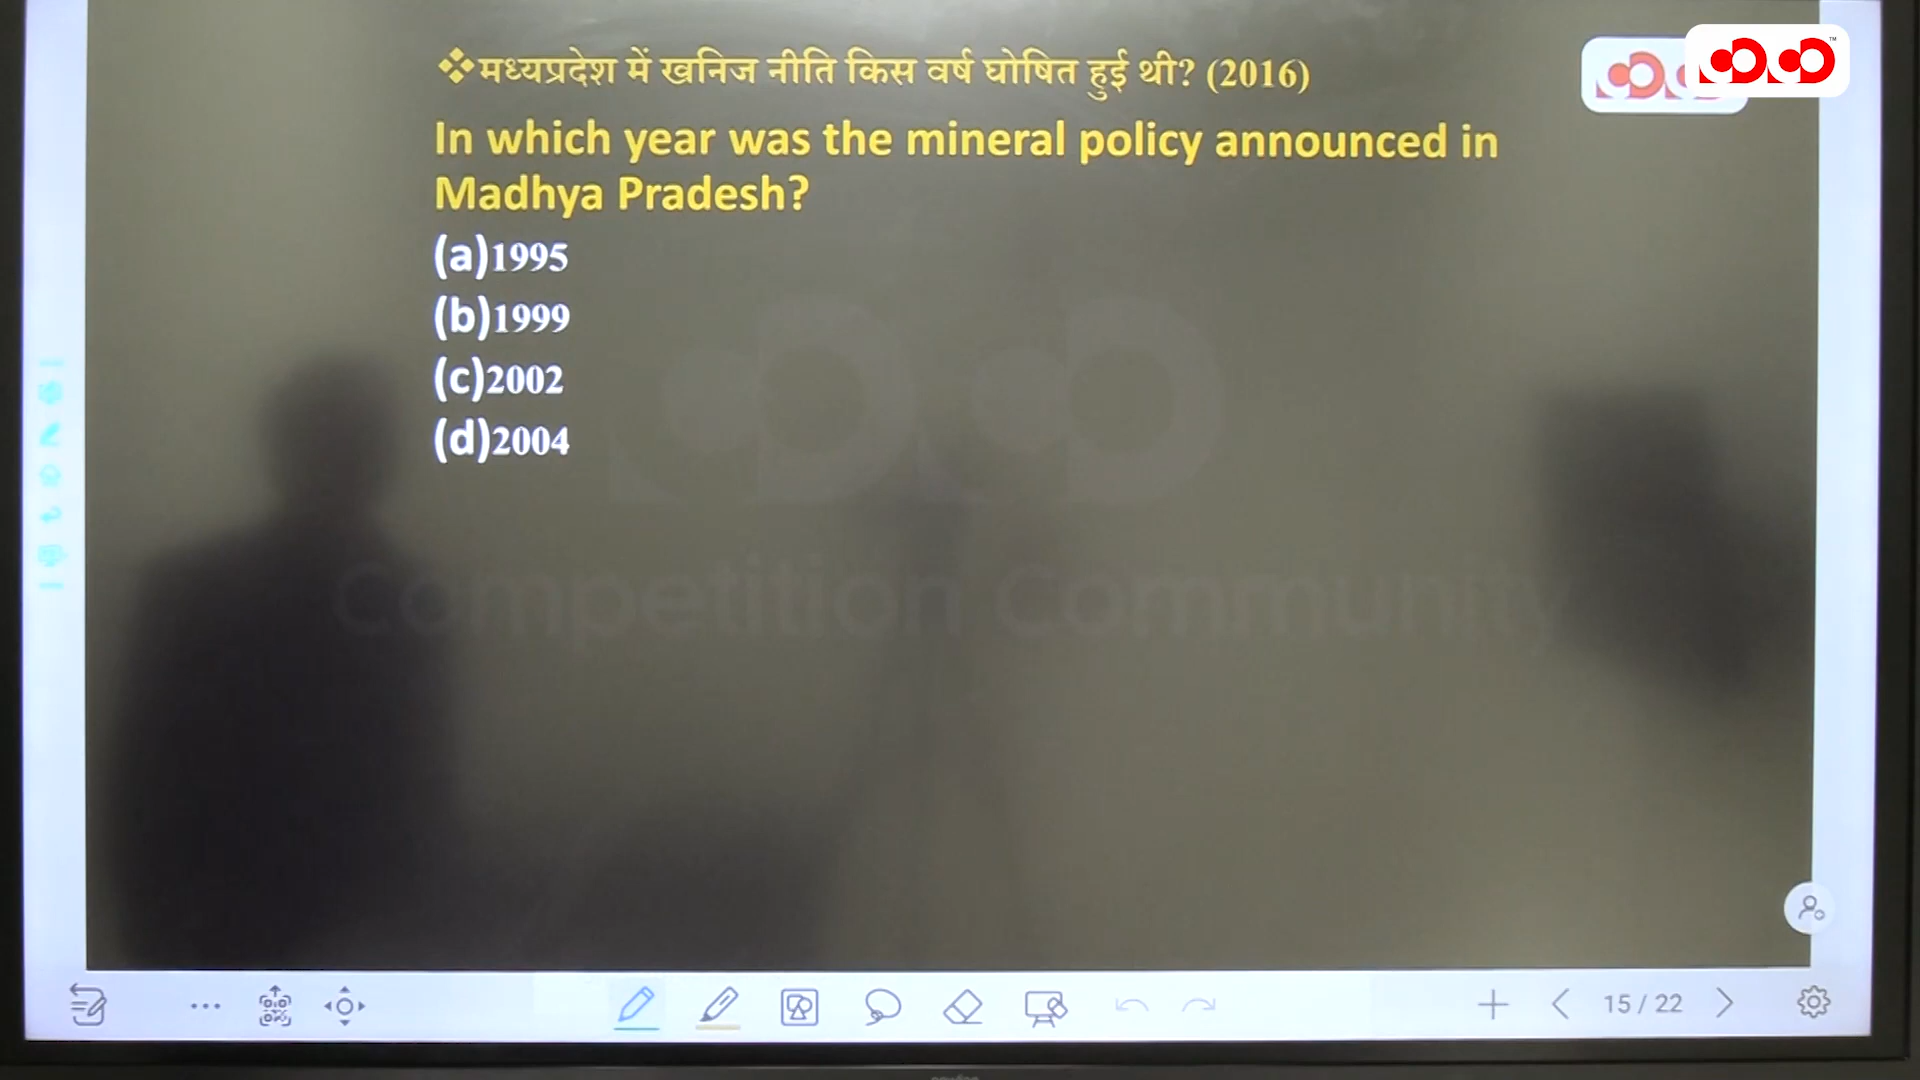 ❖मध्यप्रदेश में खनिज नीति किस वर्ष घोषित हुई थी? (2016)
In which year was the mineral policy announced in
Madhya Pradesh?
(a)1995
(b)1999
(c)2002
(d)2004
Competition Community
15 / 22